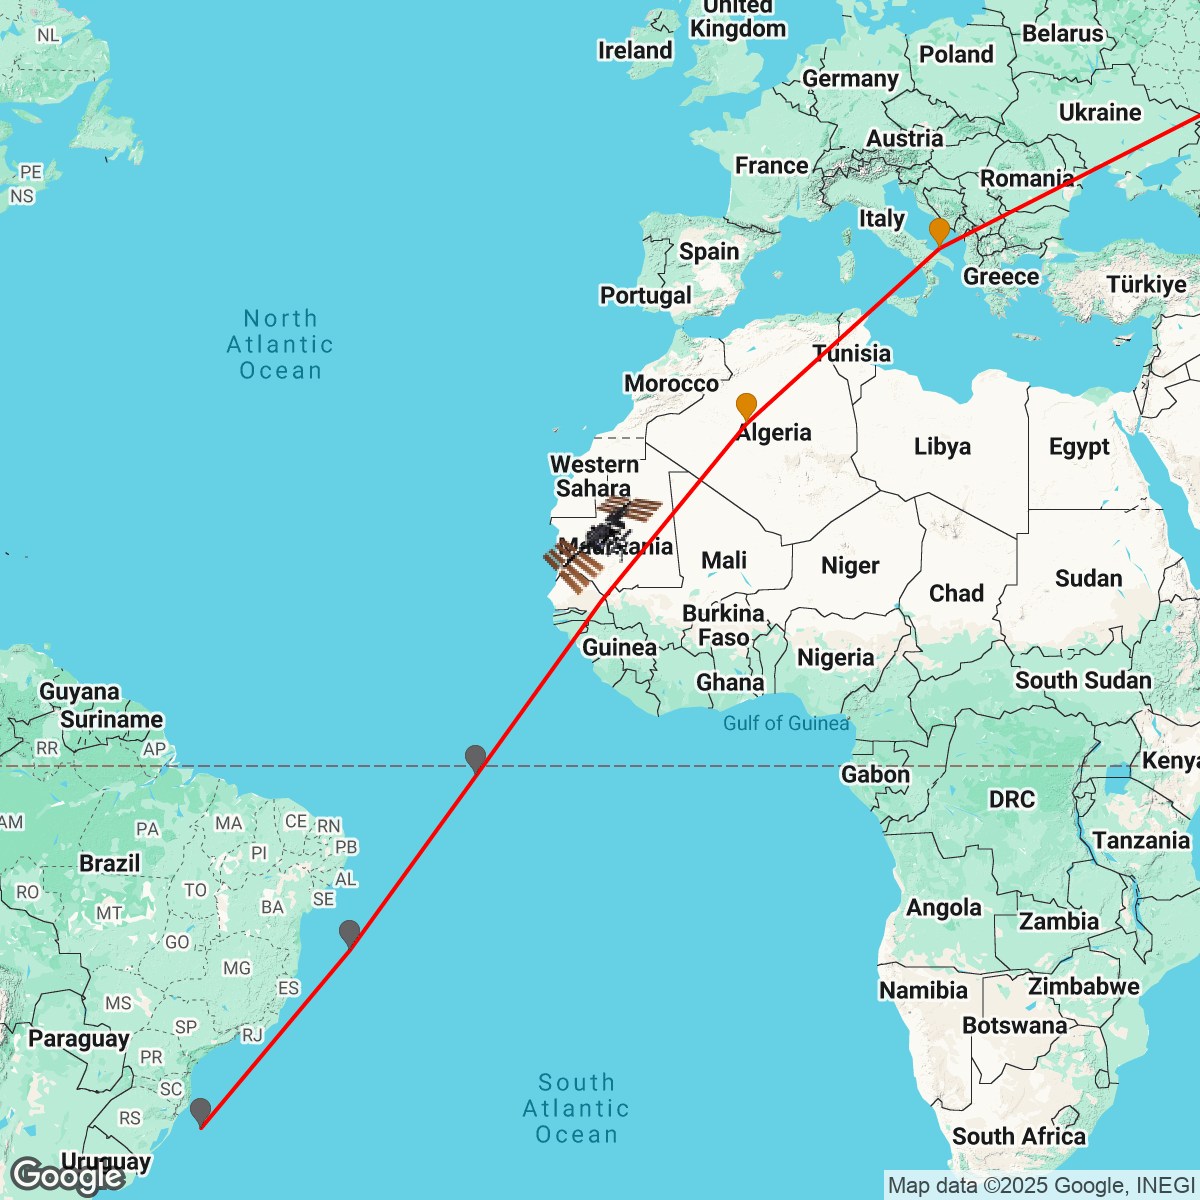 United
Kingdom
NL
Belarus
Ireland
Poland
Germany
Ukraine
Austria
France
PE
Romania
NS
Italy
Spain
Greece
Türkiye
Portugal
North
Atlantic
Ocean
Tunisia
Morocco
Algeria
Libya
Egypt
Western
Sahara
Mali
Niger
Sudan
Chad
Burkina
Faso
Guinea
Nigeria
South Sudan
Ghana
Guyana
Suriname
Gulf of Guinea
RR
AP
Kenya
Gabon
DRC
AM
PA
MA
CE
RN
Tanzania
PB
PI
Brazil
AL
RO
TO
SE
MT
BA
Angola
Zambia
GO
MG
ES
Namibia
Zimbabwe
MS
SP
Botswana
RJ
Paraguay
PR
SC
South
Atlantic
Ocean
RS
South Africa
Uruguay
Google
Map data ©2025 Google, INEGI